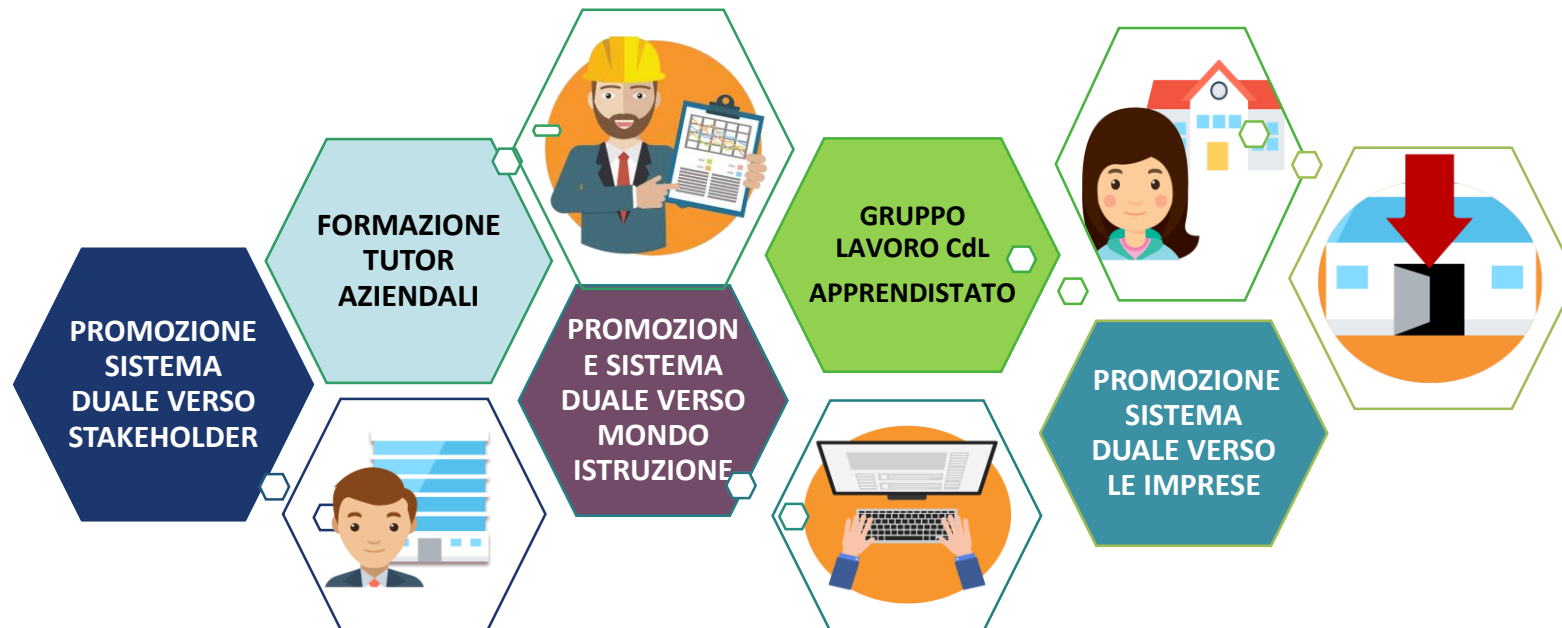 PROMOZIONE
SISTEMA
DUALE VERSO
STAKEHOLDER
FORMAZIONE
TUTOR
AZIENDALI
PROMOZION
E SISTEMA
DUALE VERSO
MONDO
ISTRUZIONE
GRUPPO
LAVORO CdL
APPRENDISTATO
PROMOZIONE
SISTEMA
DUALE VERSO
LE IMPRESE